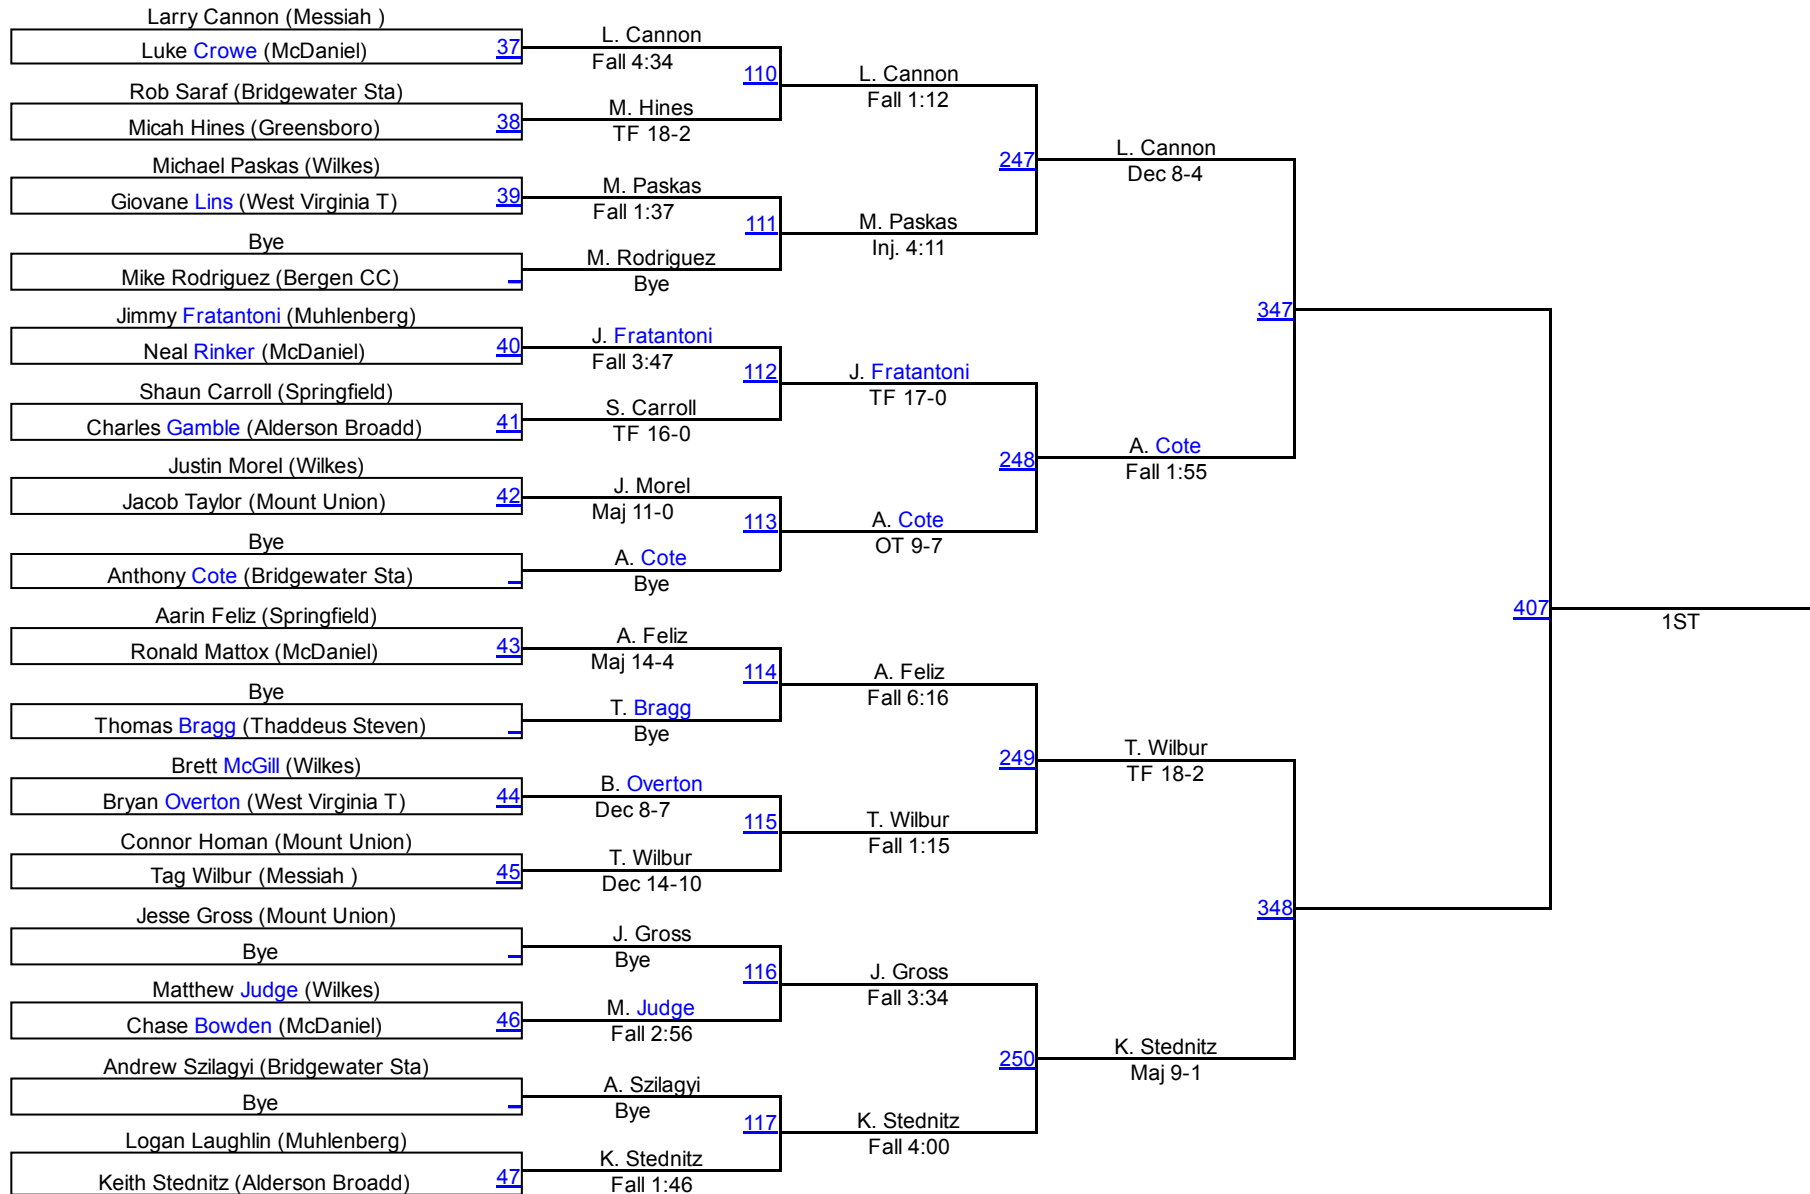 Larry Cannon (Messiah )
Luke Crowe (McDaniel)
37
Rob Saraf (Bridgewater Sta)
Micah Hines (Greensboro)
38
Michael Paskas (Wilkes)
Giovane Lins (West Virginia T)
39
Bye
Mike Rodriguez (Bergen CC)
Jimmy Fratantoni (Muhlenberg)
Neal Rinker (McDaniel)
40
Shaun Carroll (Springfield)
Charles Gamble (Alderson Broadd)
41
Justin Morel (Wilkes)
Jacob Taylor (Mount Union)
42
Bye
Anthony Cote (Bridgewater Sta)
Aarin Feliz (Springfield)
Ronald Mattox (McDaniel)
43
Bye
Thomas Bragg (Thaddeus Steven)
Brett McGill (Wilkes)
Bryan Overton (West Virginia T)
44
Connor Homan (Mount Union)
Tag Wilbur (Messiah )
45
Jesse Gross (Mount Union)
Bye
Matthew Judge (Wilkes)
Chase Bowden (McDaniel)
46
Andrew Szilagyi (Bridgewater Sta)
Bye
Logan Laughlin (Muhlenberg)
Keith Stednitz (Alderson Broadd)
47
L. Cannon
Fall 4:34
110
M. Hines
TF 18-2
M. Paskas
Fall 1:37
111
M. Rodriguez
Bye
J. Fratantoni
Fall 3:47
112
S. Carroll
TF 16-0
J. Morel
Maj 11-0
113
A. Cote
Bye
A. Feliz
Maj 14-4
114
T. Bragg
Bye
B. Overton
Dec 8-7
115
T. Wilbur
Dec 14-10
J. Gross
Bye
116
M. Judge
Fall 2:56
A. Szilagyi
Bye
117
K. Stednitz
Fall 1:46
L. Cannon
Fall 1:12
247
M. Paskas
Inj. 4:11
J. Fratantoni
TF 17-0
248
A. Cote
OT 9-7
A. Feliz
Fall 6:16
249
T. Wilbur
Fall 1:15
J. Gross
Fall 3:34
250
K. Stednitz
Fall 4:00
L. Cannon
Dec 8-4
347
A. Cote
Fall 1:55
T. Wilbur
TF 18-2
348
K. Stednitz
Maj 9-1
407
1ST